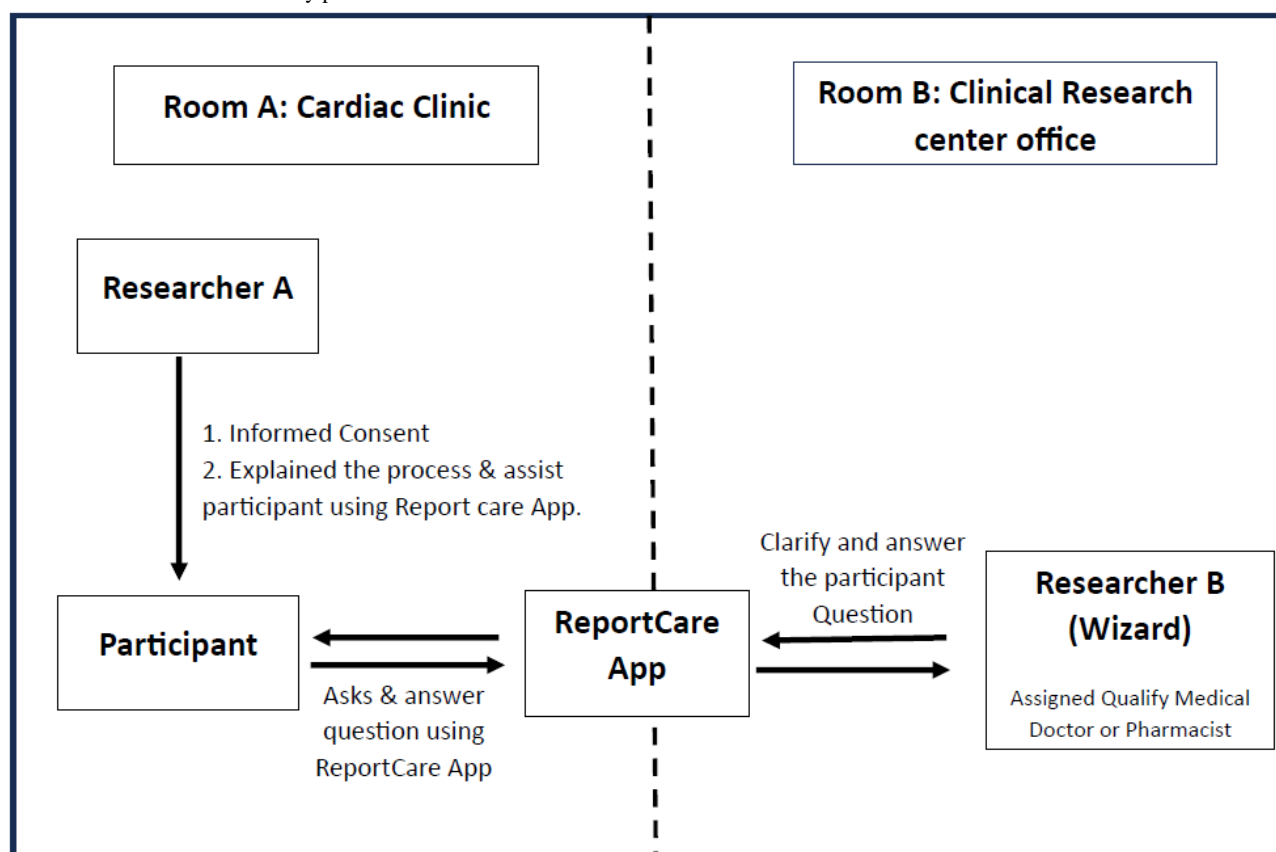 Room A: Cardiac Clinic
Room B: Clinical Research
center office
Researcher A
1. Informed Consent
2. Explained the process & assist
participant using Report care App.
Participant
Asks & answer
question using
ReportCare App
ReportCare
App
Clarify and answer
the participant
Question
Researcher B
(Wizard)
Assigned Qualify Medical
Doctor or Pharmacist